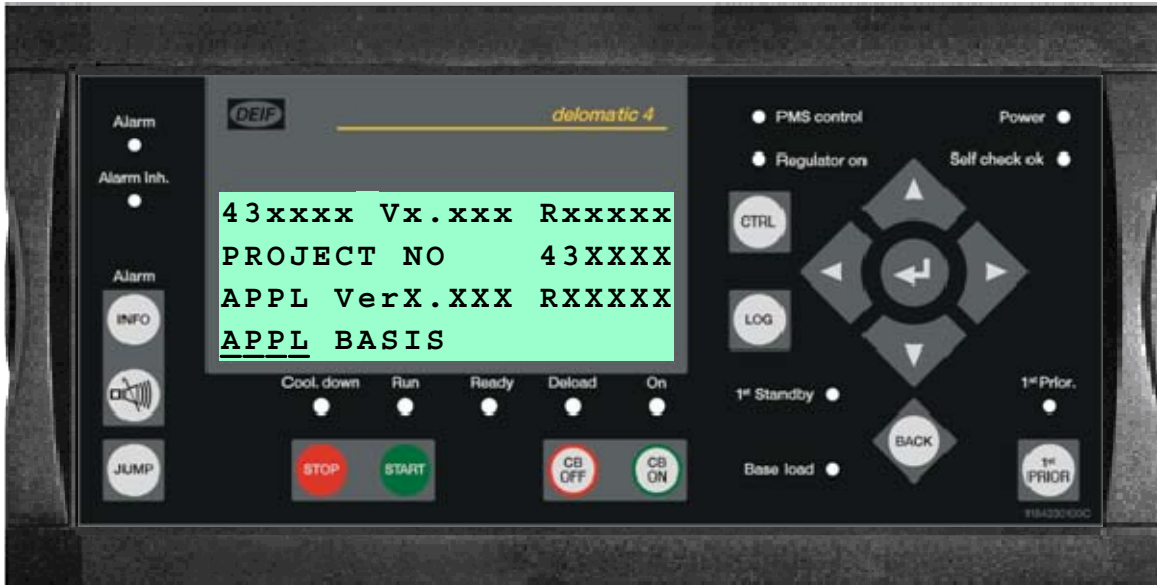 DEIF
delomatic 4
Alarm
Alarm Inh.
PMS control
Power
Regulator on
Self check ok
43xxxx Vx.xxx Rxxxxx
PROJECT NO 43XXXX
APPL VerX.XXX RXXXXX
APPL BASIS
CTRL
LOG
Alarm
INFO
JUMP
Cool. down
Run
Ready
Deload
On
STOP
START
CB OFF
CB ON
1st Standby
Base load
BACK
1st Prior.
1st PRIOR